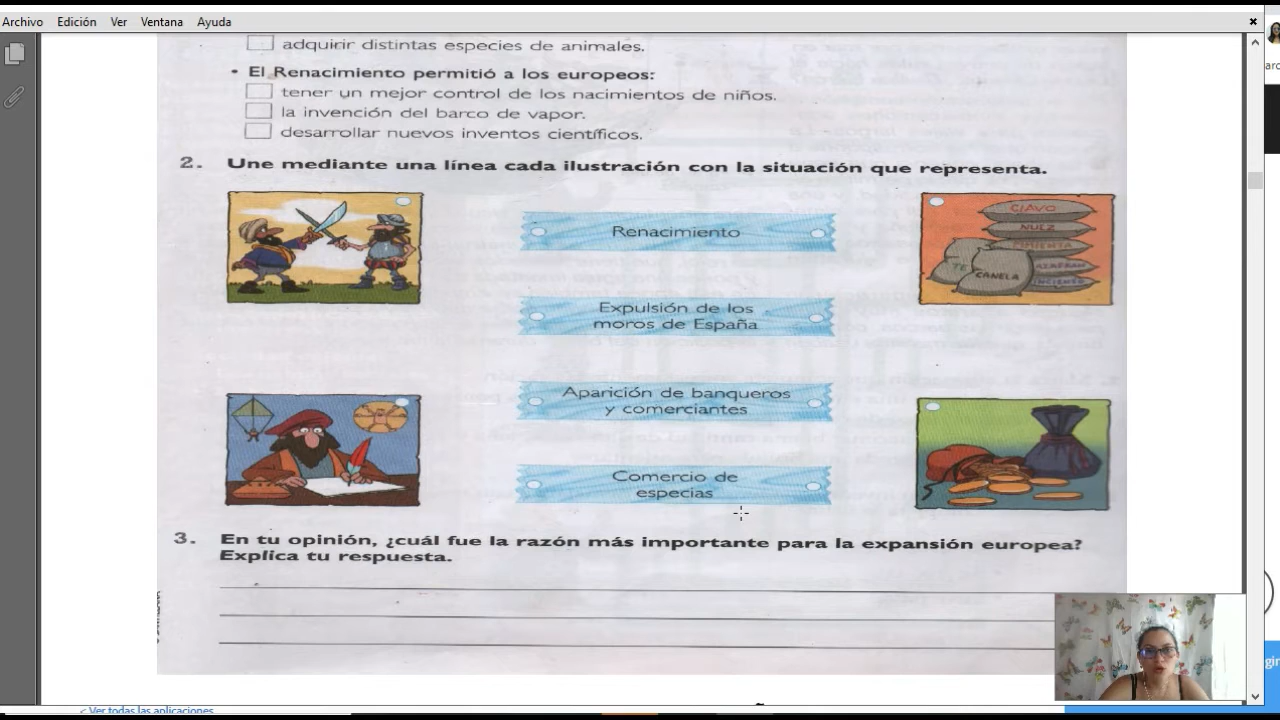 Archivo Edición Ver Ventana Ayuda
adquirir distintas especies de animales.
• El Renacimiento permitió a los europeos:
tener un mejor control de los nacimientos de niños.
la invención del barco de vapor.
desarrollar nuevos inventos científicos.
2. Une mediante una línea cada ilustración con la situación que representa.
Renacimiento
Expulsión de los
moros de España
Aparición de banqueros
y comerciantes
Comercio de
especias
CLAVO
NUEZ
PIMIENTA
TE
CANELA
AZAFRAN
INCIENSO
3. En tu opinión, ¿cuál fue la razón más importante para la expansión europea?
Explica tu respuesta.
< Ver todas las aplicaciones